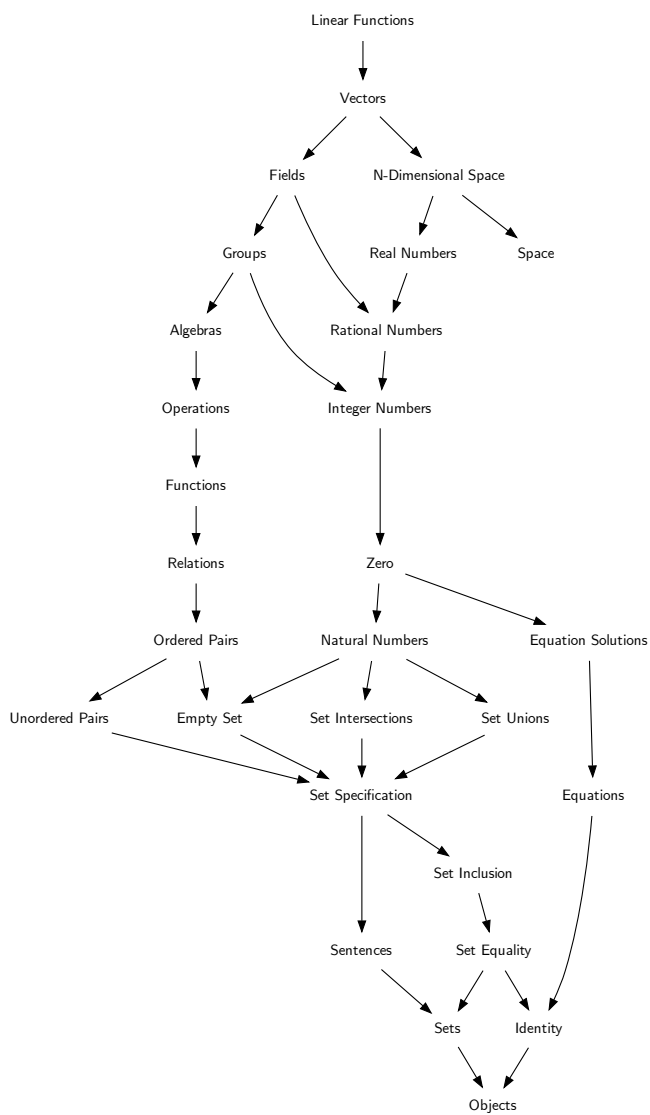 Linear Functions
Vectors
Fields
N-Dimensional Space
Groups
Real Numbers
Space
Algebras
Rational Numbers
Operations
Integer Numbers
Functions
Relations
Zero
Ordered Pairs
Natural Numbers
Equation Solutions
Unordered Pairs
Empty Set
Set Intersections
Set Unions
Set Specification
Equations
Set Inclusion
Sentences
Set Equality
Sets
Identity
Objects